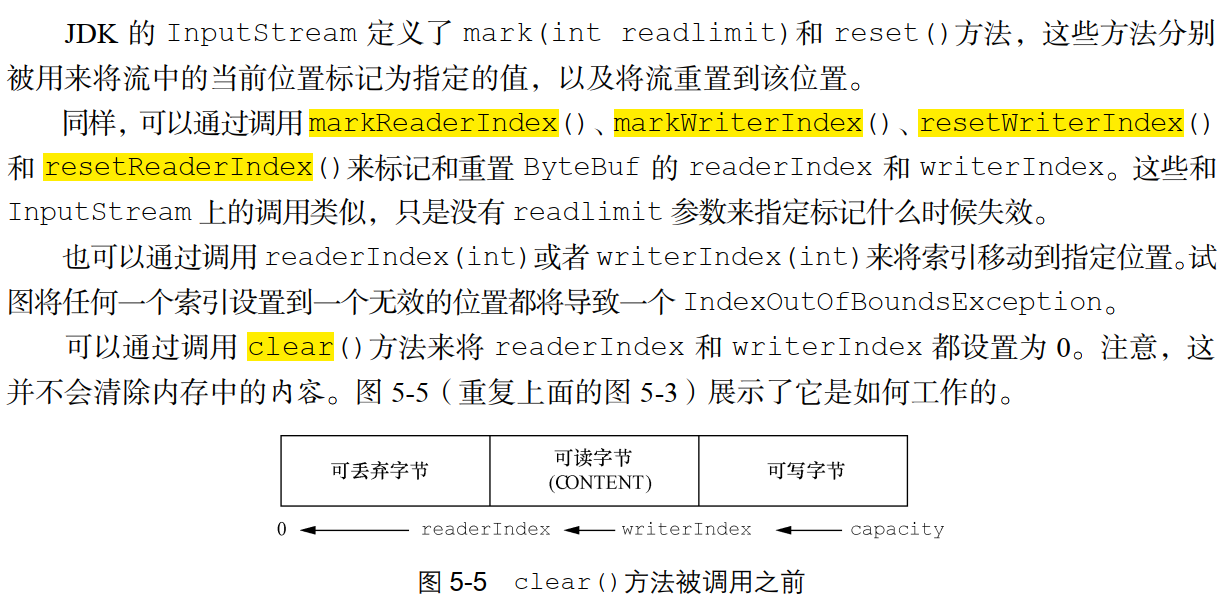 JDK 的 InputStream 定义了 mark(int readlimit)和 reset()方法，这些方法分别
被用来将流中的当前位置标记为指定的值，以及将流重置到该位置。
同样，可以通过调用 markReaderIndex()、markWriterIndex()、resetWriterIndex()
和 resetReaderIndex()来标记和重置 ByteBuf 的 readerIndex 和 writerIndex。这些和
InputStream 上的调用类似，只是没有 readlimit 参数来指定标记什么时候失效。
也可以通过调用 readerIndex(int)或者 writerIndex(int)来将索引移动到指定位置。试
图将任何一个索引设置到一个无效的位置都将导致一个 IndexOutOfBoundsException。
可以通过调用 clear()方法来将 readerIndex 和 writerIndex 都设置为 0。注意，这
并不会清除内存中的内容。图 5-5（重复上面的图 5-3）展示了它是如何工作的。
可丢弃字节
可读字节
(CONTENT)
可写字节
0 readerIndex writerIndex capacity
图 5-5 clear()方法被调用之前